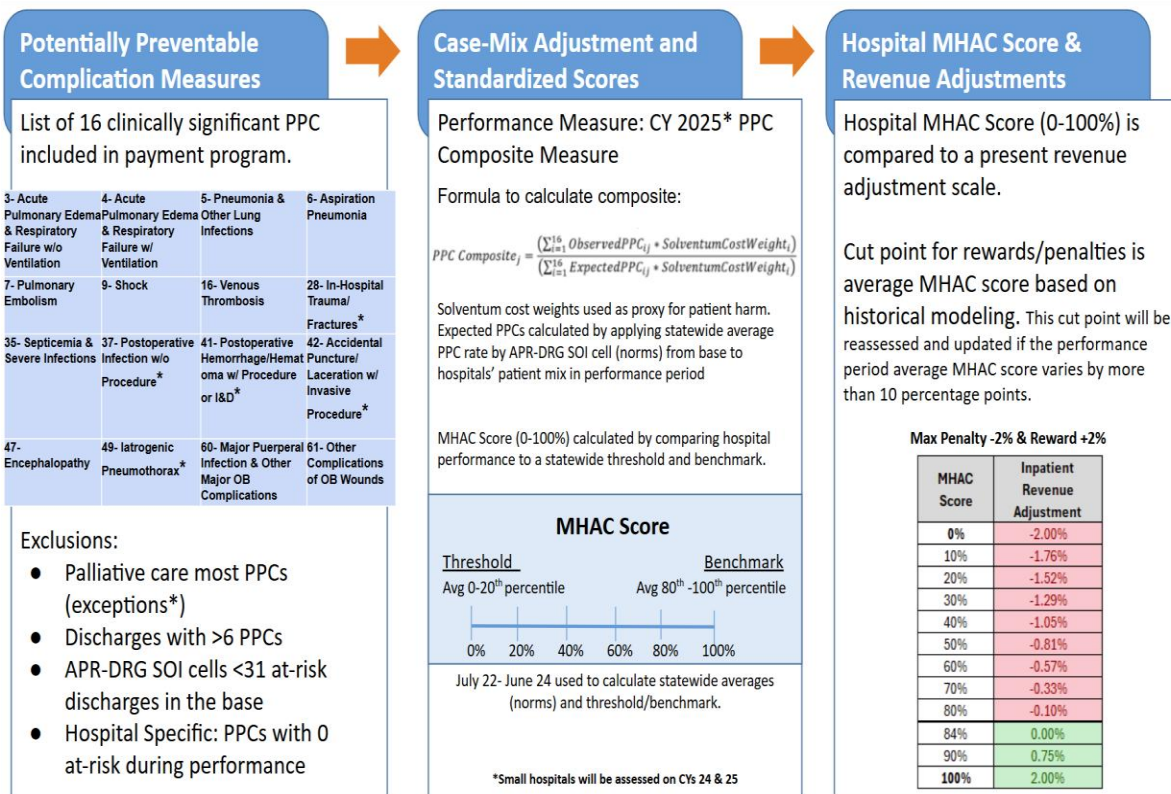 Potentially Preventable
Complication Measures
List of 16 clinically significant PPC
included in payment program.
3- Acute
Pulmonary Edema
& Respiratory
Failure w/o
Ventilation
4- Acute
Pulmonary Edema
& Respiratory
Failure w/
Ventilation
5- Pneumonia &
Other Lung
Infections
6- Aspiration
Pneumonia
7- Pulmonary
Embolism
9- Shock
16- Venous
Thrombosis
28- In-Hospital
Trauma/
Fractures*
35- Septicemia &
Severe Infections
37- Postoperative
Infection w/o
Procedure*
41- Postoperative
Hemorrhage/Hemat
oma w/ Procedure
or I&D*
42- Accidental
Puncture/
Laceration w/
Invasive
Procedure*
47-
Encephalopathy
49- Iatrogenic
Pneumothorax*
60- Major Puerperal
Infection & Other
Major OB
Complications
61- Other
Complications
of OB Wounds
Exclusions:
● Palliative care most PPCs
(exceptions*)
● Discharges with >6 PPCs
● APR-DRG SOI cells <31 at-risk
discharges in the base
● Hospital Specific: PPCs with 0
at-risk during performance
Case-Mix Adjustment and
Standardized Scores
Performance Measure: CY 2025* PPC
Composite Measure
Formula to calculate composite:
PPC Composite_j = (∑_{i=1}^{16} ObservedPPC_{ij} * SolventumCostWeight_i) / (∑_{i=1}^{16} ExpectedPPC_{ij} * SolventumCostWeight_i)
Solventum cost weights used as proxy for patient harm.
Expected PPCs calculated by applying statewide average
PPC rate by APR-DRG SOI cell (norms) from base to
hospitals' patient mix in performance period
MHAC Score (0-100%) calculated by comparing hospital
performance to a statewide threshold and benchmark.
MHAC Score
Threshold Benchmark
Avg 0-20th percentile Avg 80th -100th percentile
0% 20% 40% 60% 80% 100%
July 22- June 24 used to calculate statewide averages
(norms) and threshold/benchmark.
*Small hospitals will be assessed on CYs 24 & 25
Hospital MHAC Score &
Revenue Adjustments
Hospital MHAC Score (0-100%) is
compared to a present revenue
adjustment scale.
Cut point for rewards/penalties is
average MHAC score based on
historical modeling. This cut point will be
reassessed and updated if the performance
period average MHAC score varies by more
than 10 percentage points.
Max Penalty -2% & Reward +2%
MHAC
Score
Inpatient
Revenue
Adjustment
0% -2.00%
10% -1.76%
20% -1.52%
30% -1.29%
40% -1.05%
50% -0.81%
60% -0.57%
70% -0.33%
80% -0.10%
84% 0.00%
90% 0.75%
100% 2.00%